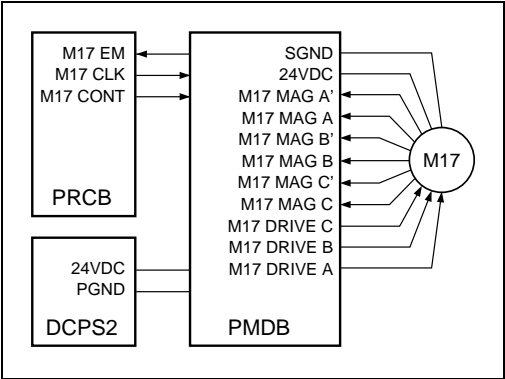 M17 EM
M17 CLK
M17 CONT
PRCB
24VDC
PGND
DCPS2
SGND
24VDC
M17 MAG A'
M17 MAG A
M17 MAG B'
M17 MAG B
M17 MAG C'
M17 MAG C
M17 DRIVE C
M17 DRIVE B
M17 DRIVE A
PMDB
M17